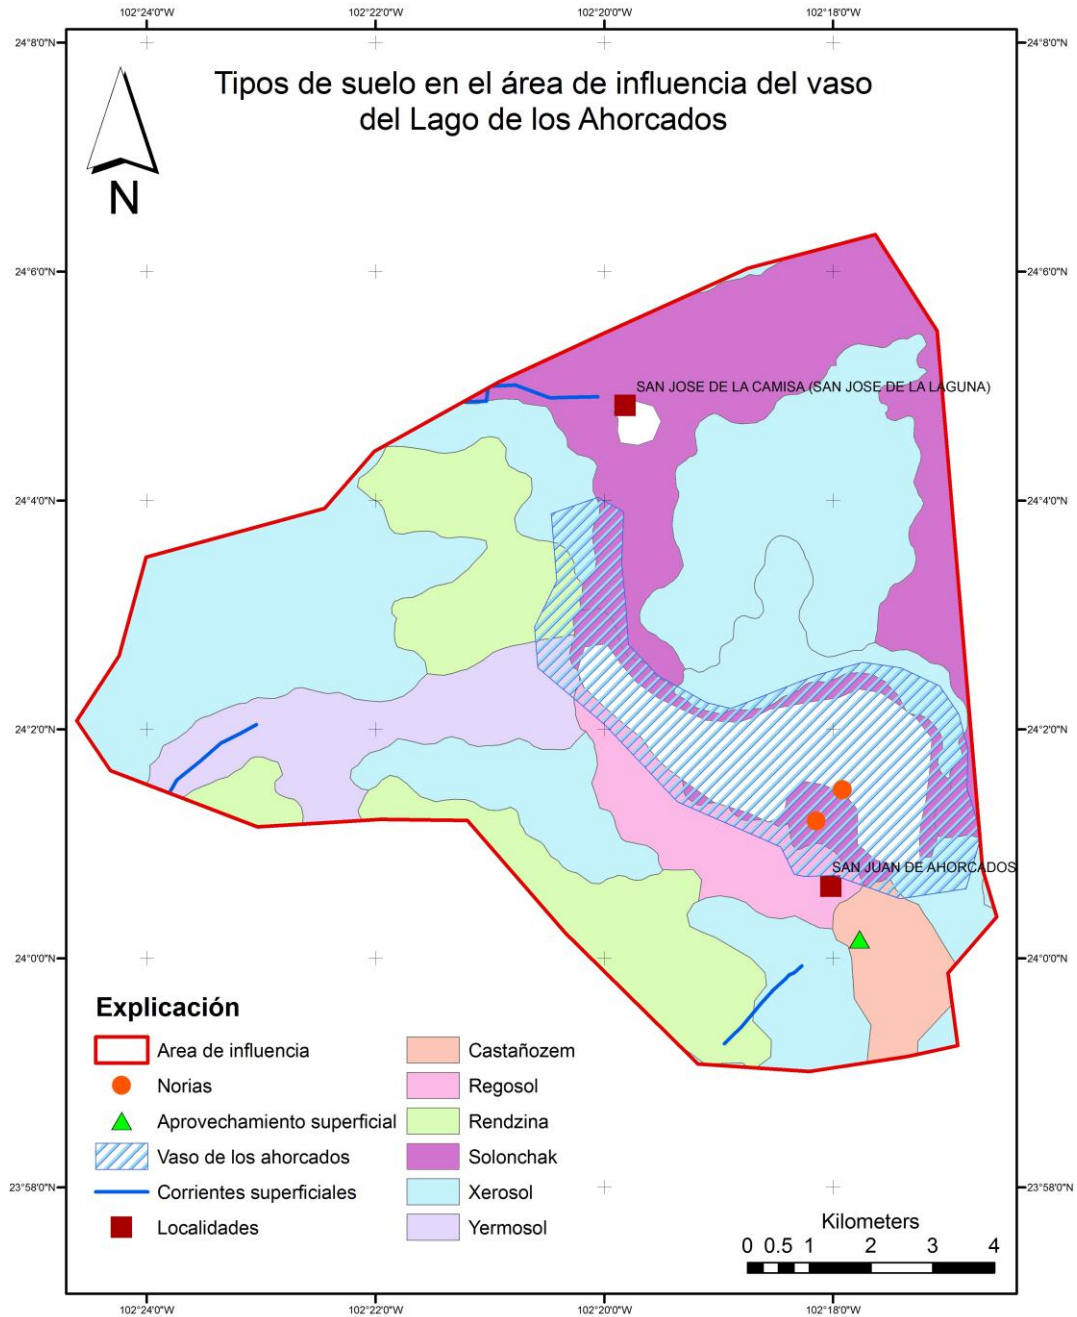 102°24'0"W 102°22'0"W 102°20'0"W 102°18'0"W
24°8'0"N 24°8'0"N
Tipos de suelo en el área de influencia del vaso
del Lago de los Ahorcados
N
24°6'0"N 24°6'0"N
SAN JOSE DE LA CAMISA (SAN JOSE DE LA LAGUNA)
24°4'0"N 24°4'0"N
24°2'0"N 24°2'0"N
SAN JUAN DE AHORCADOS
24°0'0"N 24°0'0"N
Explicación
Area de influencia
Norias
Aprovechamiento superficial
Vaso de los ahorcados
Corrientes superficiales
Localidades
Castañozem
Regosol
Rendzina
Solonchak
Xerosol
Yermosol
23°58'0"N 23°58'0"N
Kilometers
0 0.5 1 2 3 4
102°24'0"W 102°22'0"W 102°20'0"W 102°18'0"W